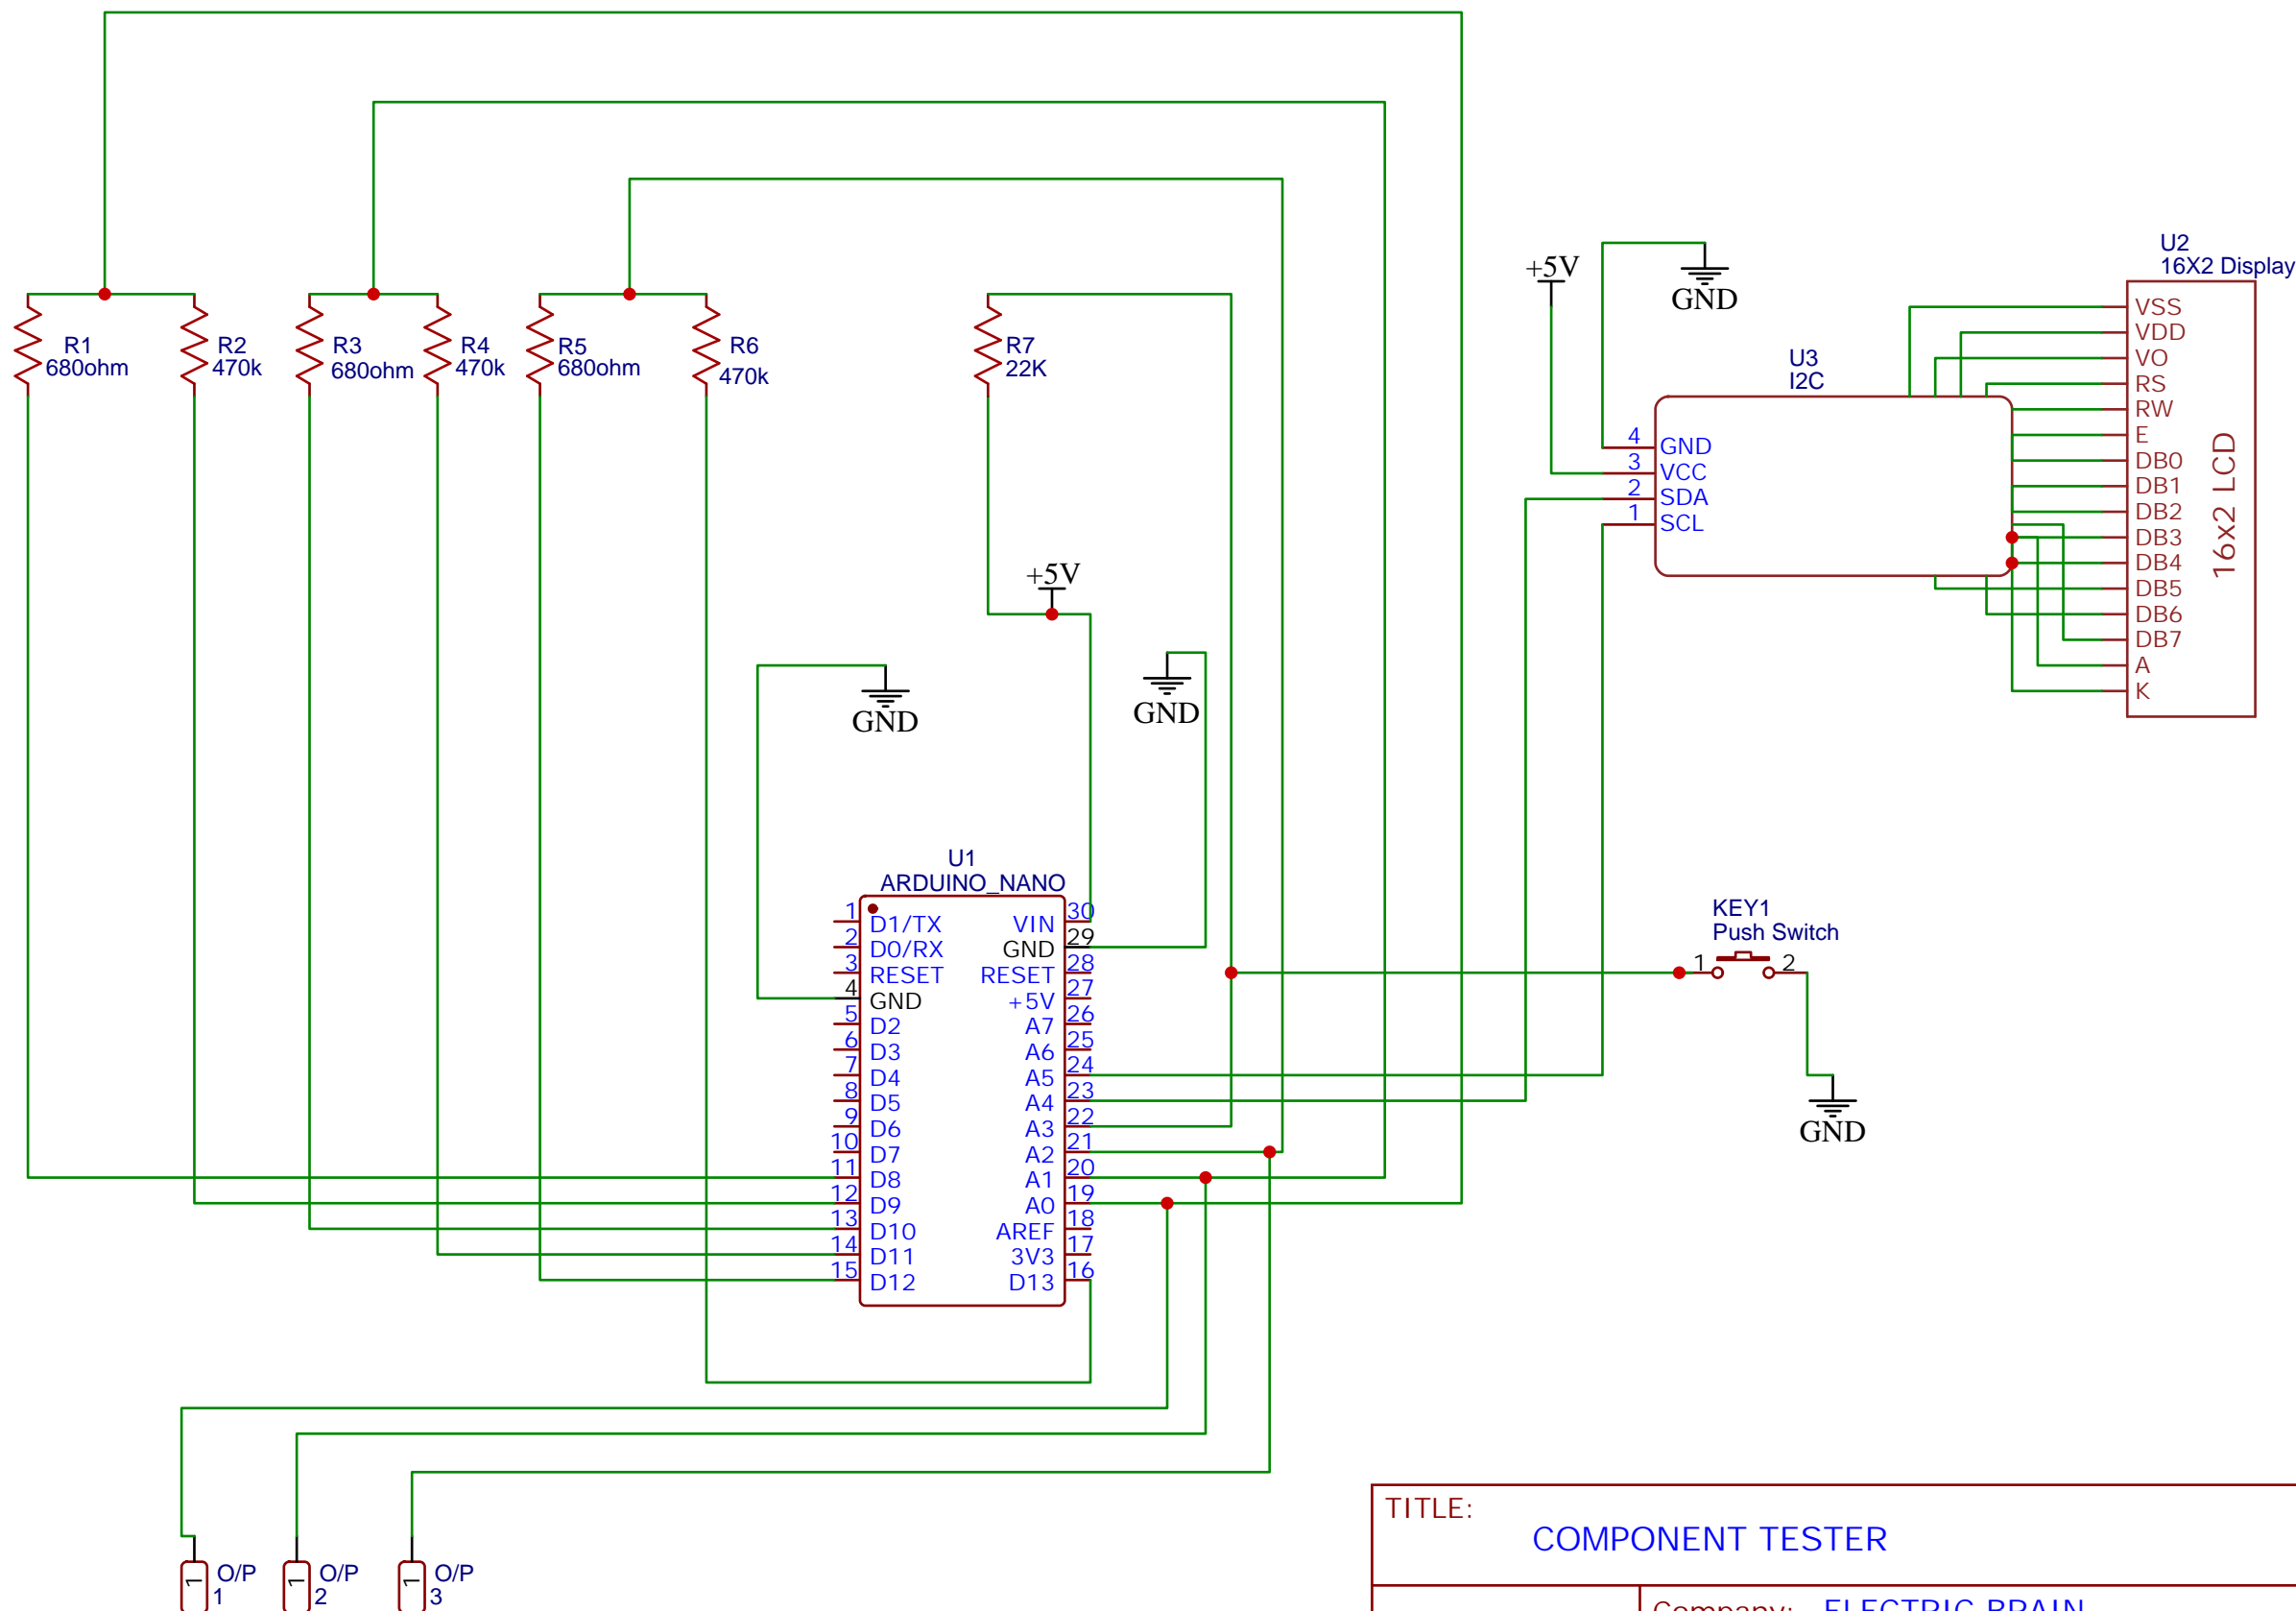 R1
680ohm
R2
470k
R3
680ohm
R4
470k
R5
680ohm
R6
470k
R7
22K
+5V
GND
GND
+5V
GND
U3
I2C
4 GND
3 VCC
2 SDA
1 SCL
U2
16X2 Display
VSS
VDD
VO
RS
RW
E
DB0
DB1
DB2
DB3
DB4
DB5
DB6
DB7
A
K
16x2 LCD
U1
ARDUINO_NANO
1 D1/TX VIN 30
2 D0/RX GND 29
3 RESET RESET 28
4 GND +5V 27
5 D2 A7 26
6 D3 A6 25
7 D4 A5 24
8 D5 A4 23
9 D6 A3 22
10 D7 A2 21
11 D8 A1 20
12 D9 A0 19
13 D10 AREF 18
14 D11 3V3 17
15 D12 D13 16
KEY1
Push Switch
1 2
GND
1 O/P
1
1 O/P
2
1 O/P
3
TITLE:
COMPONENT TESTER
Company: ELECTRIC BRAIN